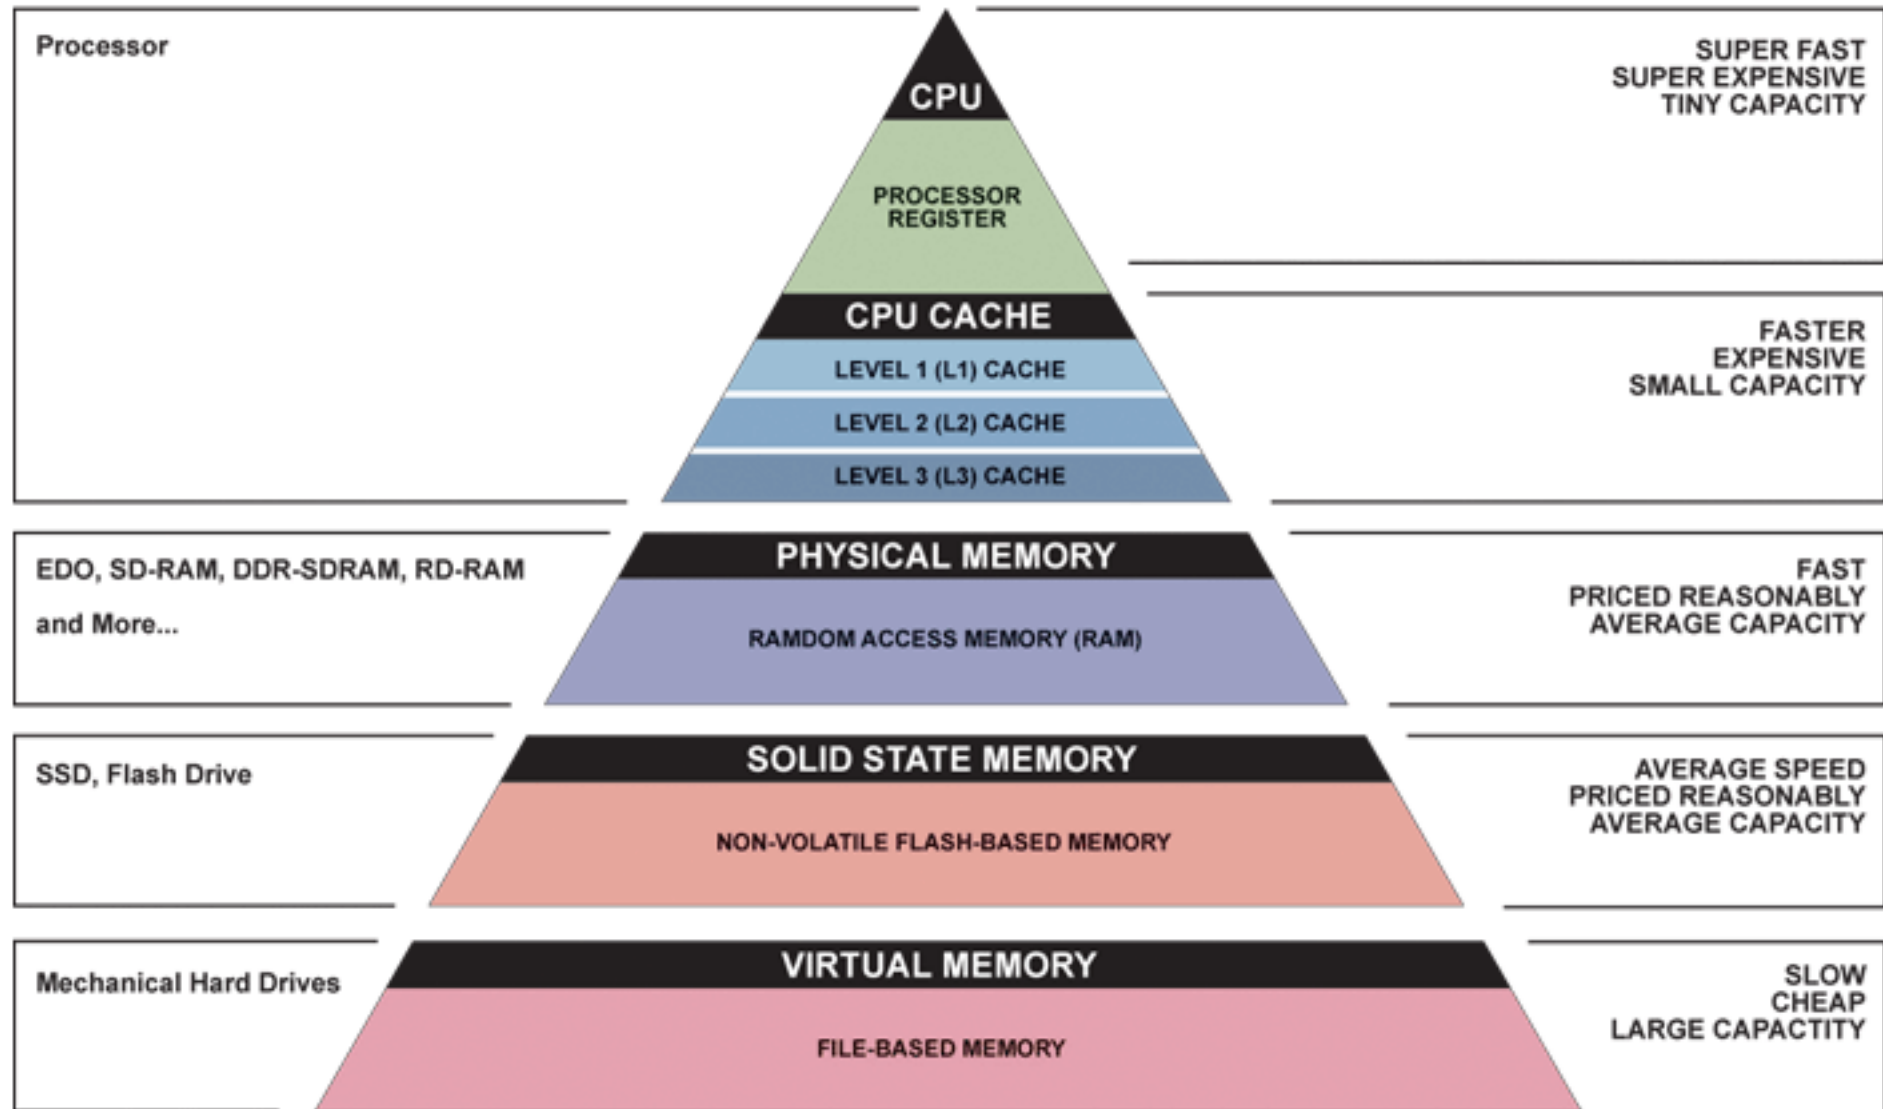 Processor
CPU
SUPER FAST
SUPER EXPENSIVE
TINY CAPACITY
PROCESSOR
REGISTER
CPU CACHE
LEVEL 1 (L1) CACHE
LEVEL 2 (L2) CACHE
LEVEL 3 (L3) CACHE
FASTER
EXPENSIVE
SMALL CAPACITY
EDO, SD-RAM, DDR-SDRAM, RD-RAM
and More...
PHYSICAL MEMORY
RAMDOM ACCESS MEMORY (RAM)
FAST
PRICED REASONABLY
AVERAGE CAPACITY
SSD, Flash Drive
SOLID STATE MEMORY
NON-VOLATILE FLASH-BASED MEMORY
AVERAGE SPEED
PRICED REASONABLY
AVERAGE CAPACITY
Mechanical Hard Drives
VIRTUAL MEMORY
FILE-BASED MEMORY
SLOW
CHEAP
LARGE CAPACTITY